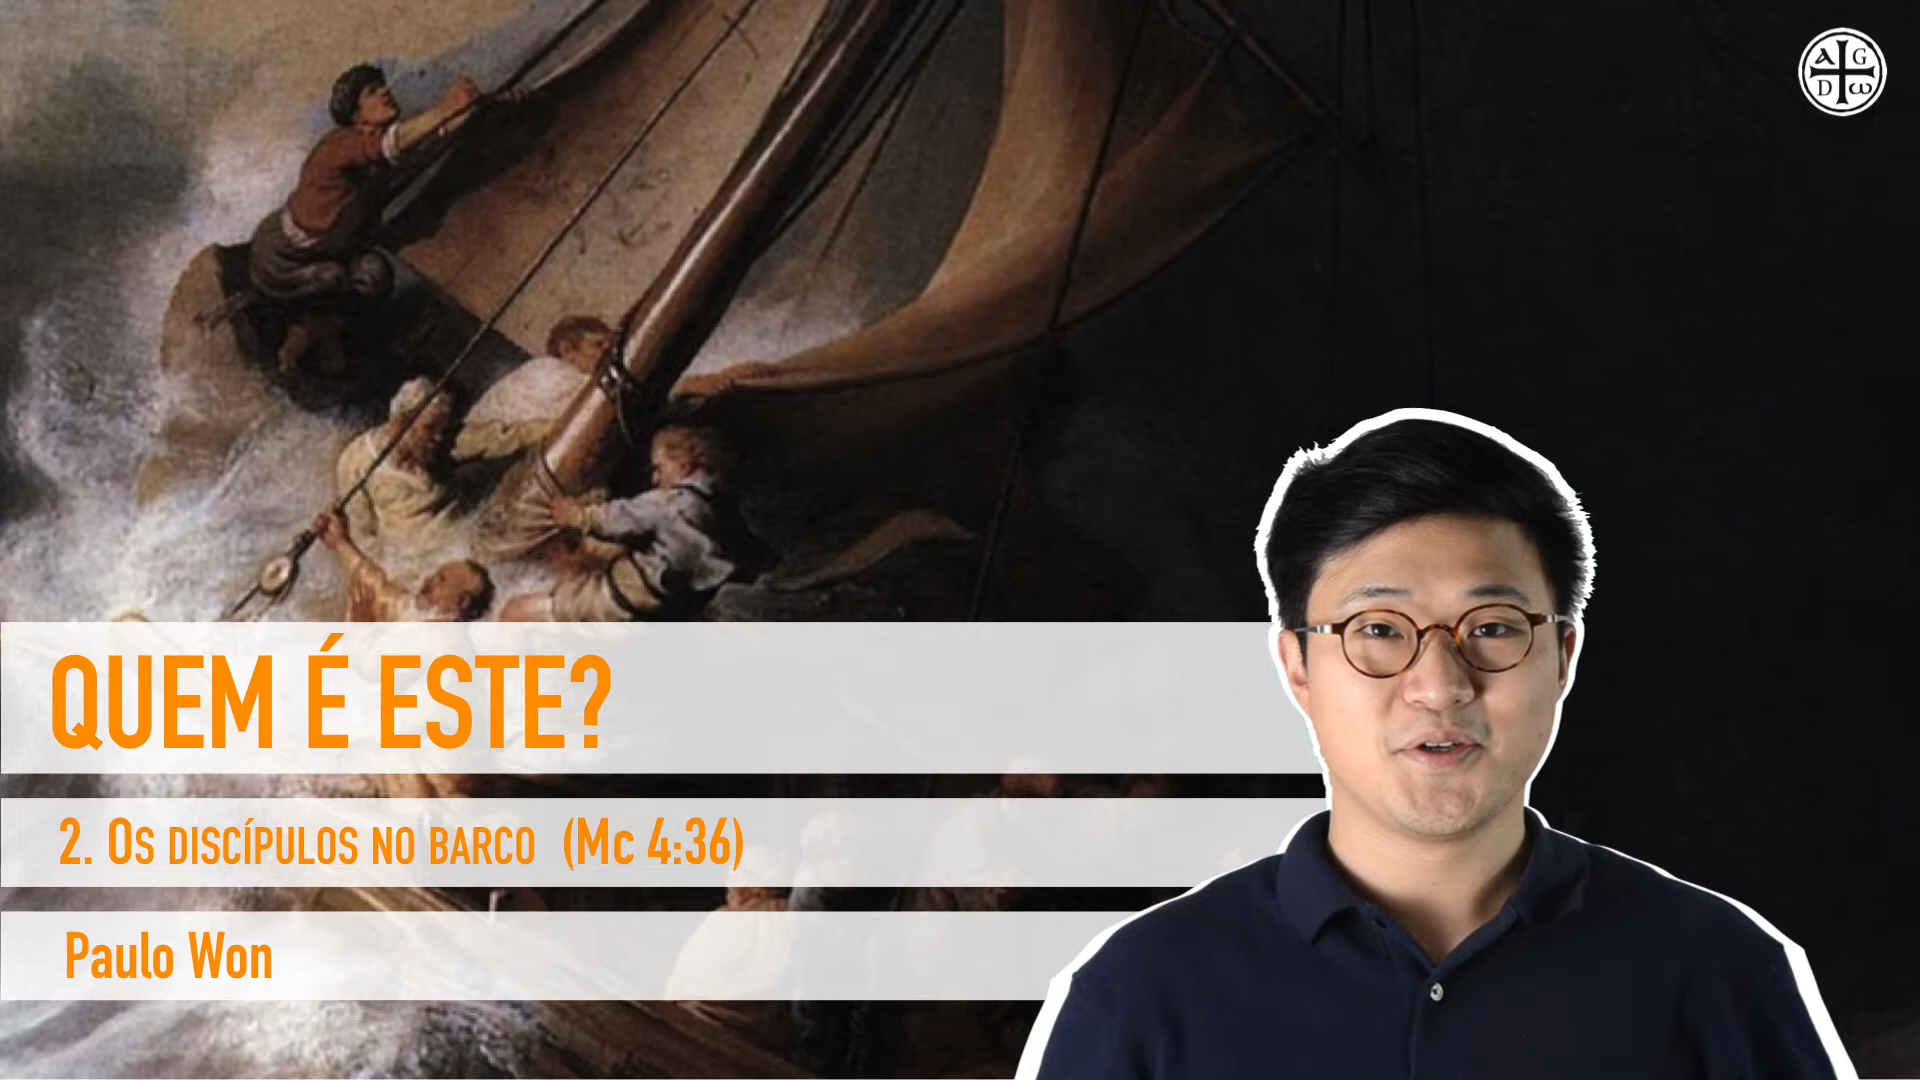 A G
D ω
QUEM É ESTE?
2. OS DISCÍPULOS NO BARCO (Mc 4:36)
Paulo Won